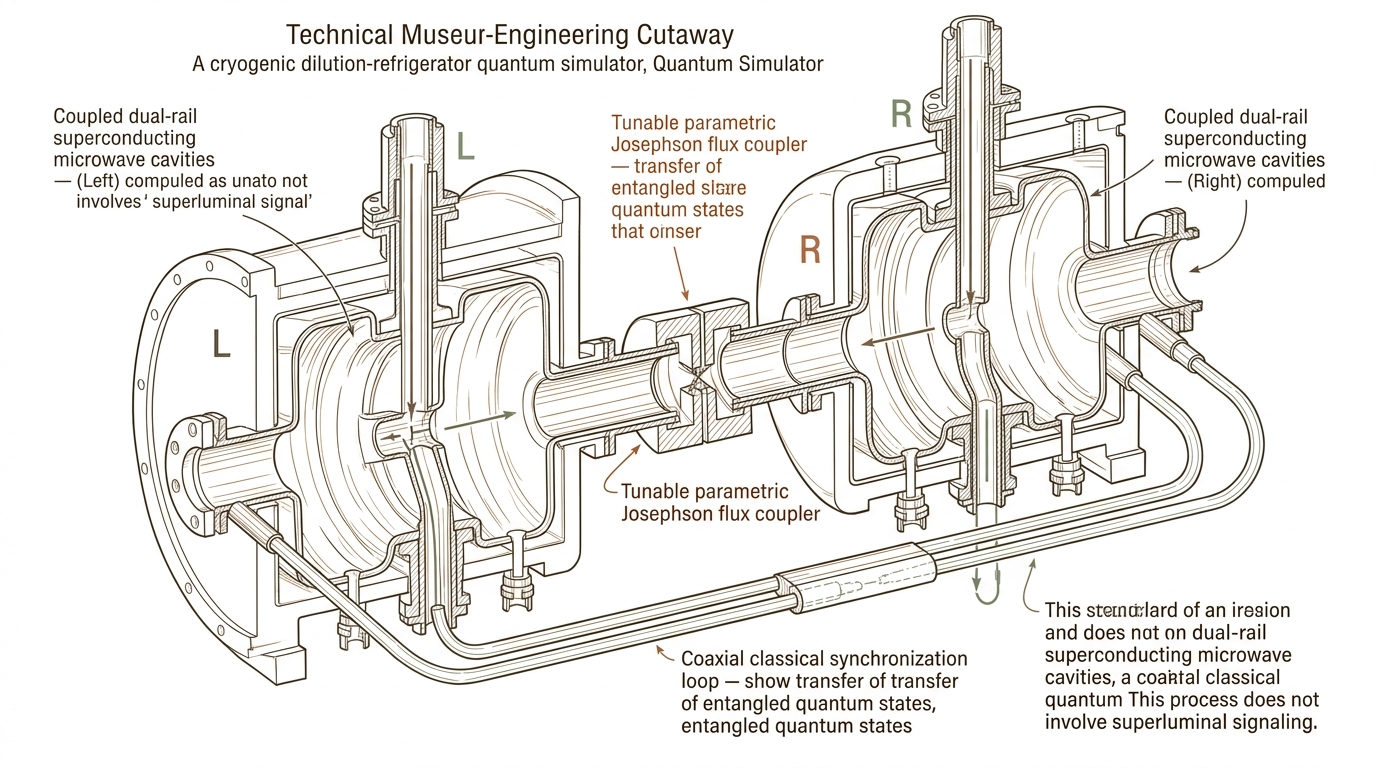 Technical Museur-Engineering Cutaway
A cryogenic dilution-refrigerator quantum simulator, Quantum Simulator
Coupled dual-rail
superconducting
microwave cavities
— (Left) compuled as unato not
involves ' superluminal signal'
L
L
Tunable parametric
Josephson flux coupler
— transfer of
entangled
quantum states
that
R
R
Coupled dual-rail
superconducting
microwave cavities
— (Right) compuled
Tunable parametric
Josephson flux coupler
Coaxial classical synchronization
loop — show transfer of transfer
of entangled quantum states,
entangled quantum states
This of an
and does not on dual-rail
superconducting microwave
cavities, a classical
quantum This process does not
involve superluminal signaling.